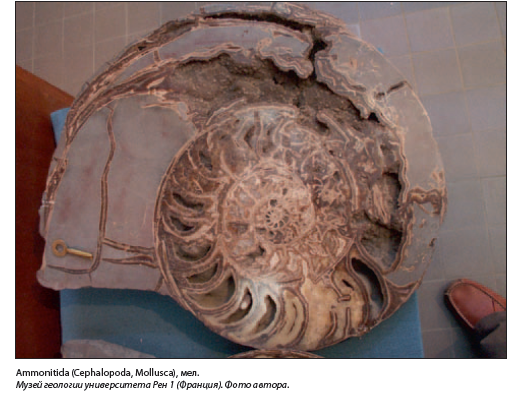 Ammonitida (Cephalopoda, Mollusca), мел.
Музей геологии университета Рен 1 (Франция). Фото автора.